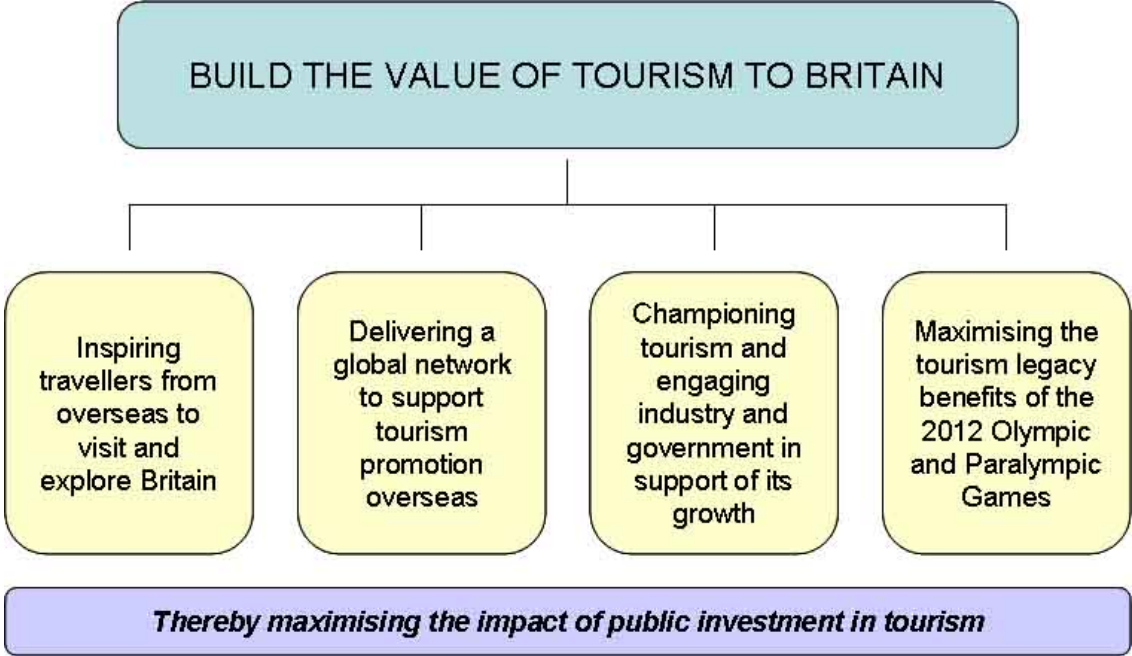 BUILD THE VALUE OF TOURISM TO BRITAIN
Inspiring
travellers from
overseas to
visit and
explore Britain
Delivering a
global network
to support
tourism
promotion
overseas
Championing
tourism and
engaging
industry and
government in
support of its
growth
Maximising the
tourism legacy
benefits of the
2012 Olympic
and Paralympic
Games
Thereby maximising the impact of public investment in tourism